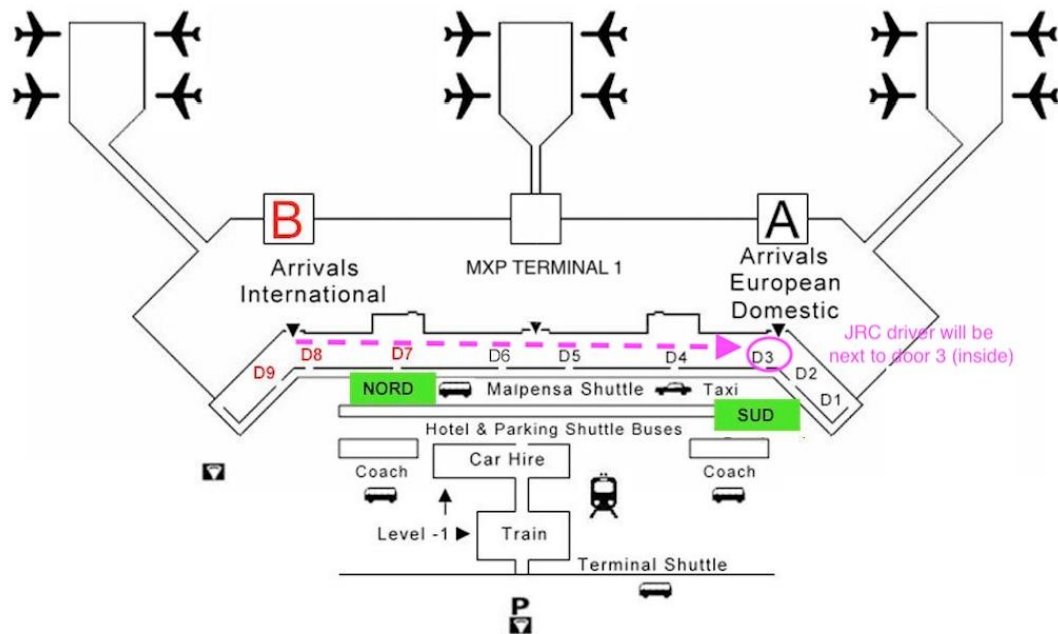 B
A
MXP TERMINAL 1
Arrivals
International
Arrivals
European
Domestic
JRC driver will be
next to door 3 (inside)
D9
D8
D7
D6
D5
D4
D3
D2
D1
NORD
Malpensa Shuttle
Taxi
SUD
Hotel & Parking Shuttle Buses
Coach
Car Hire
Coach
Level -1
Train
Terminal Shuttle
P